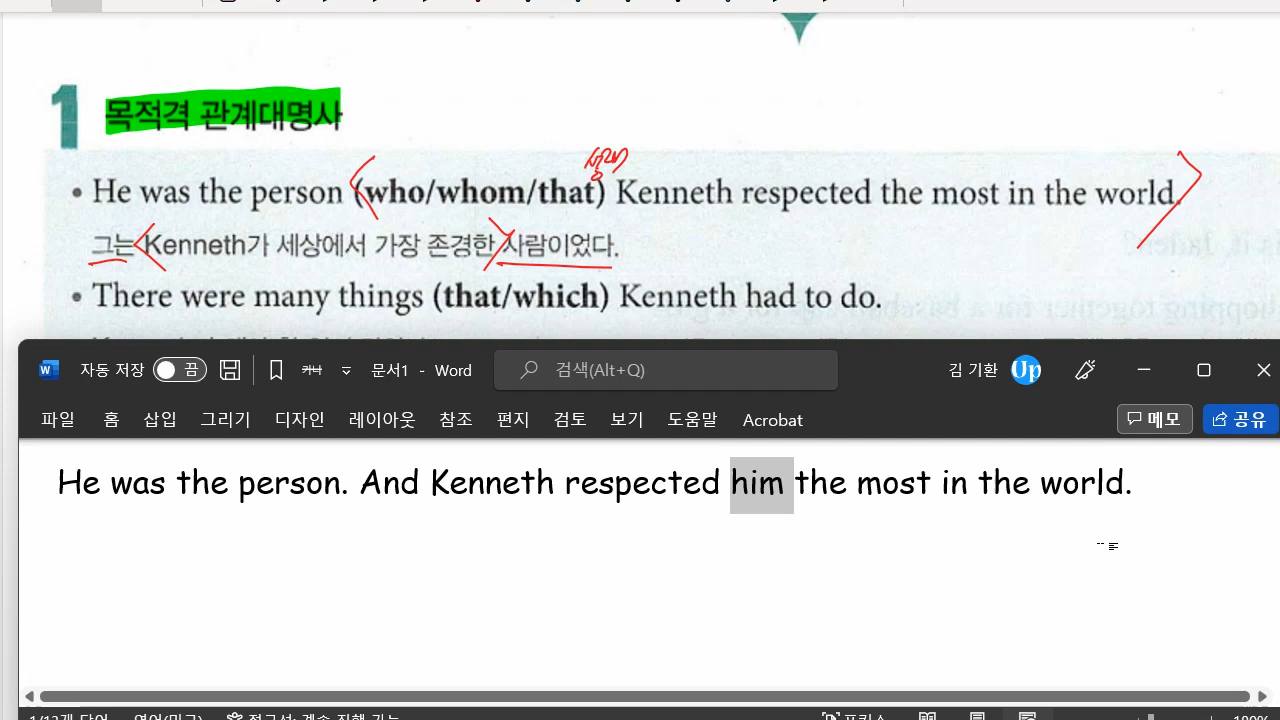 1 목적격 관계대명사
생략
• He was the person (who/whom/that) Kenneth respected the most in the world.
그는 Kenneth가 세상에서 가장 존경한 사람이었다.
• There were many things (that/which) Kenneth had to do.
자동 저장 끔 문서1 - Word 검색(Alt+Q) 김 기환 Up
파일 홈 삽입 그리기 디자인 레이아웃 참조 편지 검토 보기 도움말 Acrobat 메모 공유
He was the person. And Kenneth respected him the most in the world.